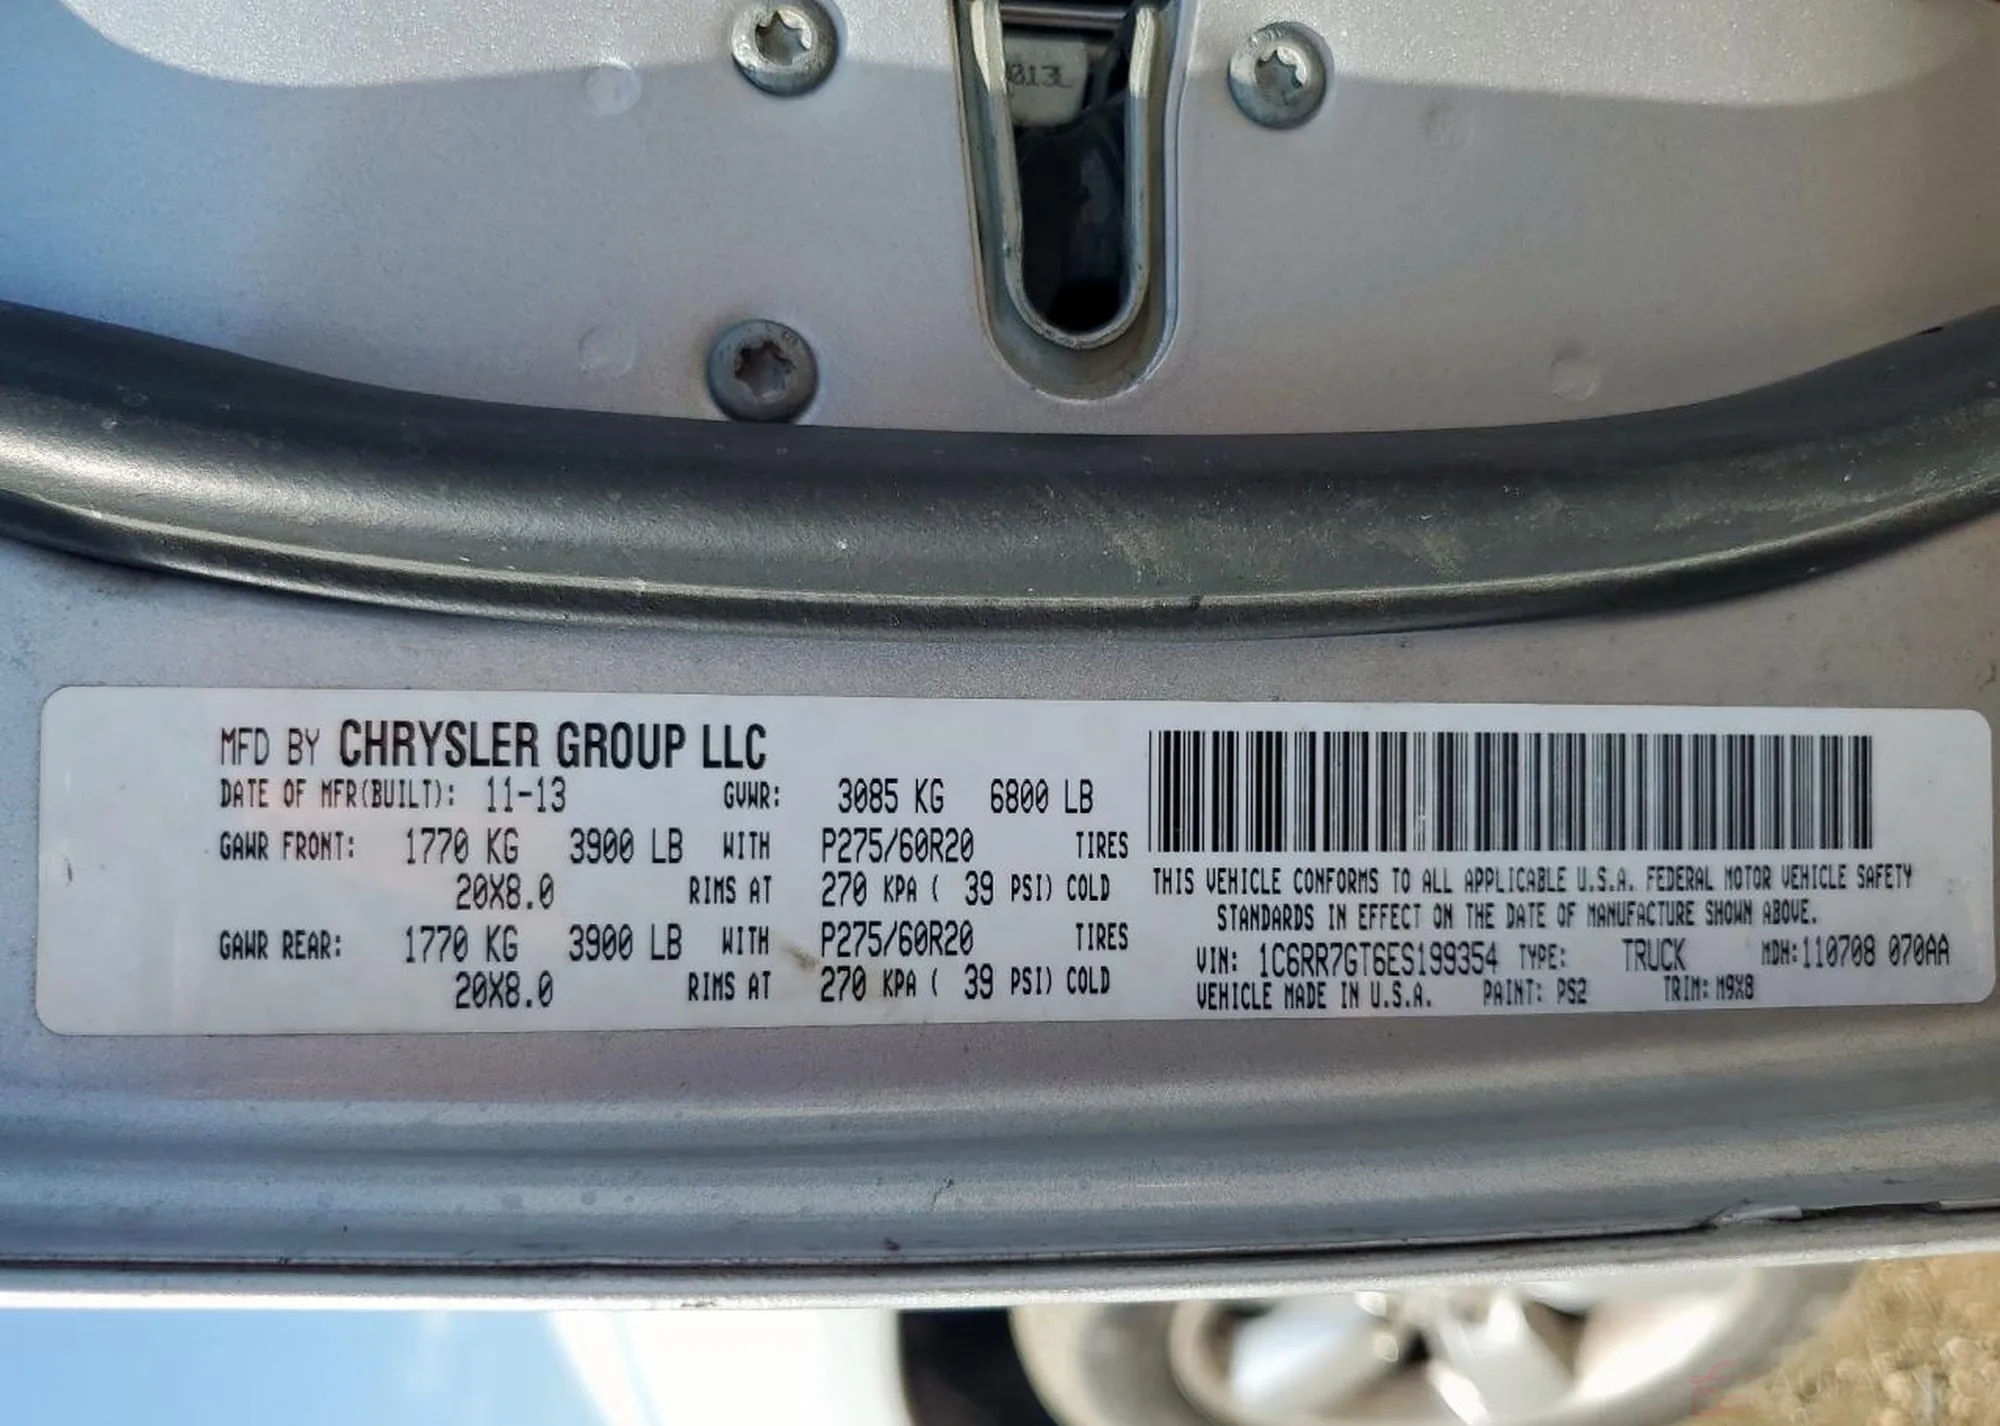 013L
MFD BY CHRYSLER GROUP LLC
DATE OF MFR(BUILT): 11-13 GVWR: 3085 KG 6800 LB
GAWR FRONT: 1770 KG 3900 LB WITH P275/60R20 TIRES
20X8.0 RIMS AT 270 KPA ( 39 PSI) COLD
GAWR REAR: 1770 KG 3900 LB WITH P275/60R20 TIRES
20X8.0 RIMS AT 270 KPA ( 39 PSI) COLD
THIS VEHICLE CONFORMS TO ALL APPLICABLE U.S.A. FEDERAL MOTOR VEHICLE SAFETY
STANDARDS IN EFFECT ON THE DATE OF MANUFACTURE SHOWN ABOVE.
VIN: 1C6RR7GT6ES199354 TYPE: TRUCK MDH:110708 070AA
VEHICLE MADE IN U.S.A. PAINT: PS2 TRIM: M9X8